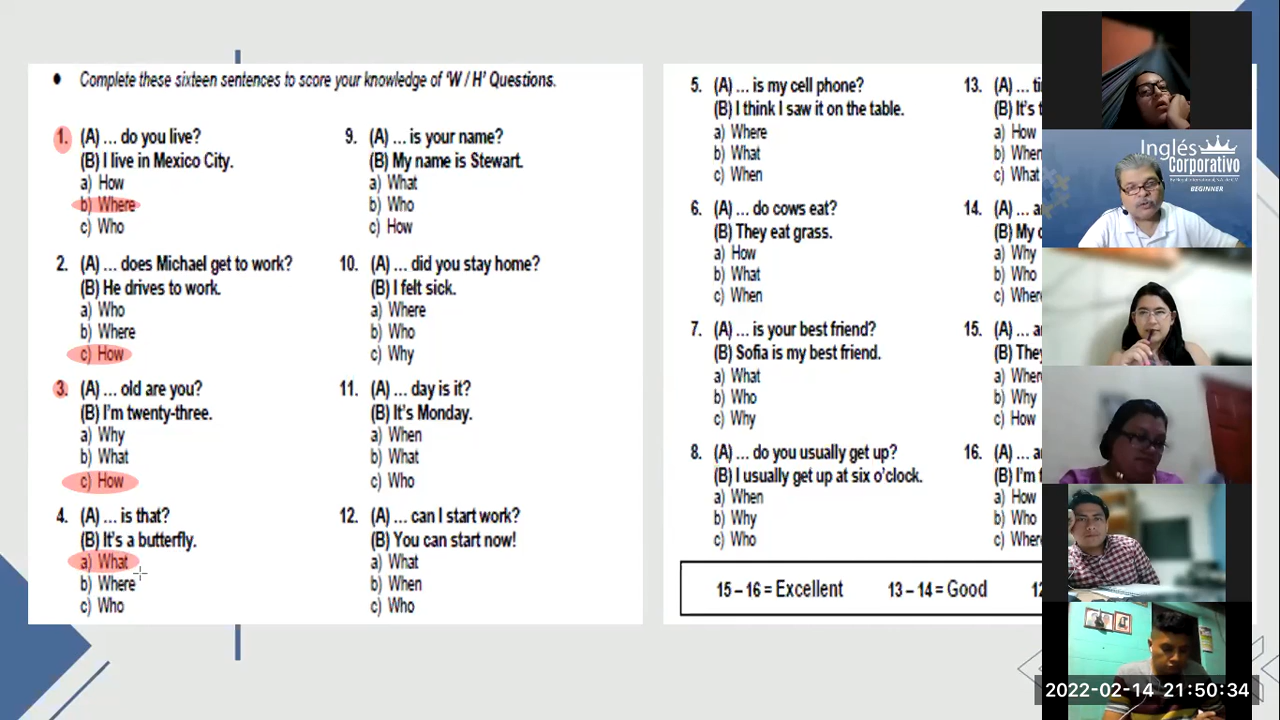 ● Complete these sixteen sentences to score your knowledge of ‘W / H’ Questions.
1. (A) ... do you live?
(B) I live in Mexico City.
a) How
b) Where
c) Who
2. (A) ... does Michael get to work?
(B) He drives to work.
a) Who
b) Where
c) How
3. (A) ... old are you?
(B) I’m twenty-three.
a) Why
b) What
c) How
4. (A) ... is that?
(B) It’s a butterfly.
a) What
b) Where
c) Who
9. (A) ... is your name?
(B) My name is Stewart.
a) What
b) Who
c) How
10. (A) ... did you stay home?
(B) I felt sick.
a) Where
b) Who
c) Why
11. (A) ... day is it?
(B) It’s Monday.
a) When
b) What
c) Who
12. (A) ... can I start work?
(B) You can start now!
a) What
b) When
c) Who
5. (A) ... is my cell phone?
(B) I think I saw it on the table.
a) Where
b) What
c) When
6. (A) ... do cows eat?
(B) They eat grass.
a) How
b) What
c) When
7. (A) ... is your best friend?
(B) Sofia is my best friend.
a) What
b) Who
c) Why
8. (A) ... do you usually get up?
(B) I usually get up at six o’clock.
a) When
b) Why
c) Who
13. (A) ...
(B) It’s
a) How
b)
c) What
14. (A) ...
(B) My
a) Why
b) Who
c)
15. (A) ...
(B)
a)
b) Why
c) How
16. (A) ...
(B) I’m
a) How
b) Who
c)
15 – 16 = Excellent 13 – 14 = Good
Inglés
Corporativo
BEGINNER
2022-02-14 21:50:34